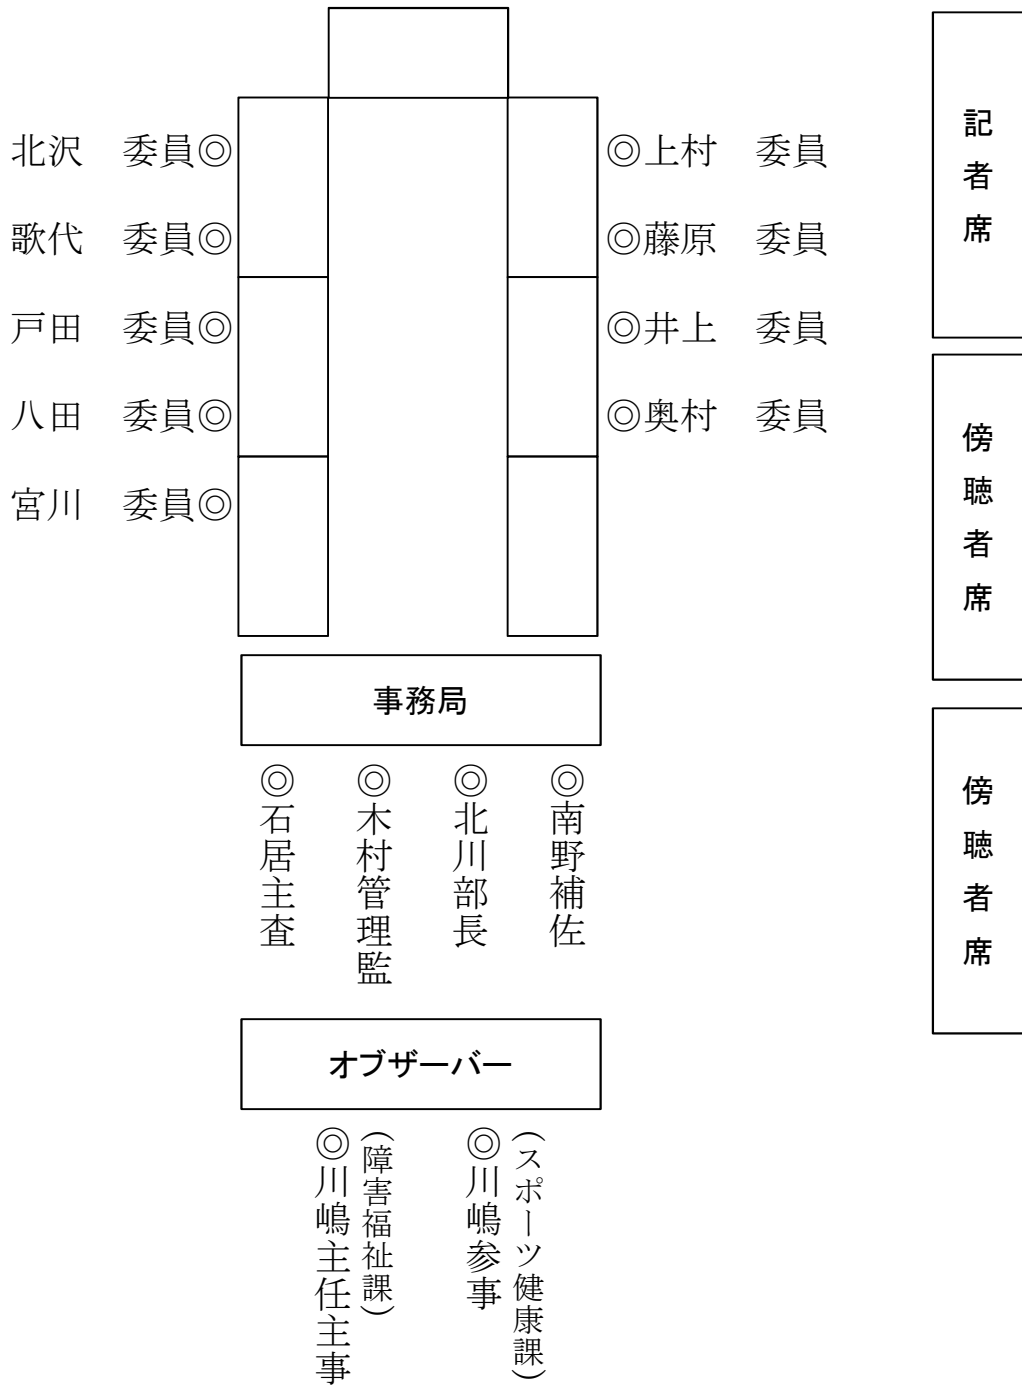 北沢　委員◎
歌代　委員◎
戸田　委員◎
八田　委員◎
宮川　委員◎
◎上村　委員
◎藤原　委員
◎井上　委員
◎奥村　委員
記者席
傍聴者席
傍聴者席
事務局
◎石居主査
◎木村管理監
◎北川部長
◎南野補佐
オブザーバー
(障害福祉課)
◎川嶋主任主事
(スポーツ健康課)
◎川嶋参事